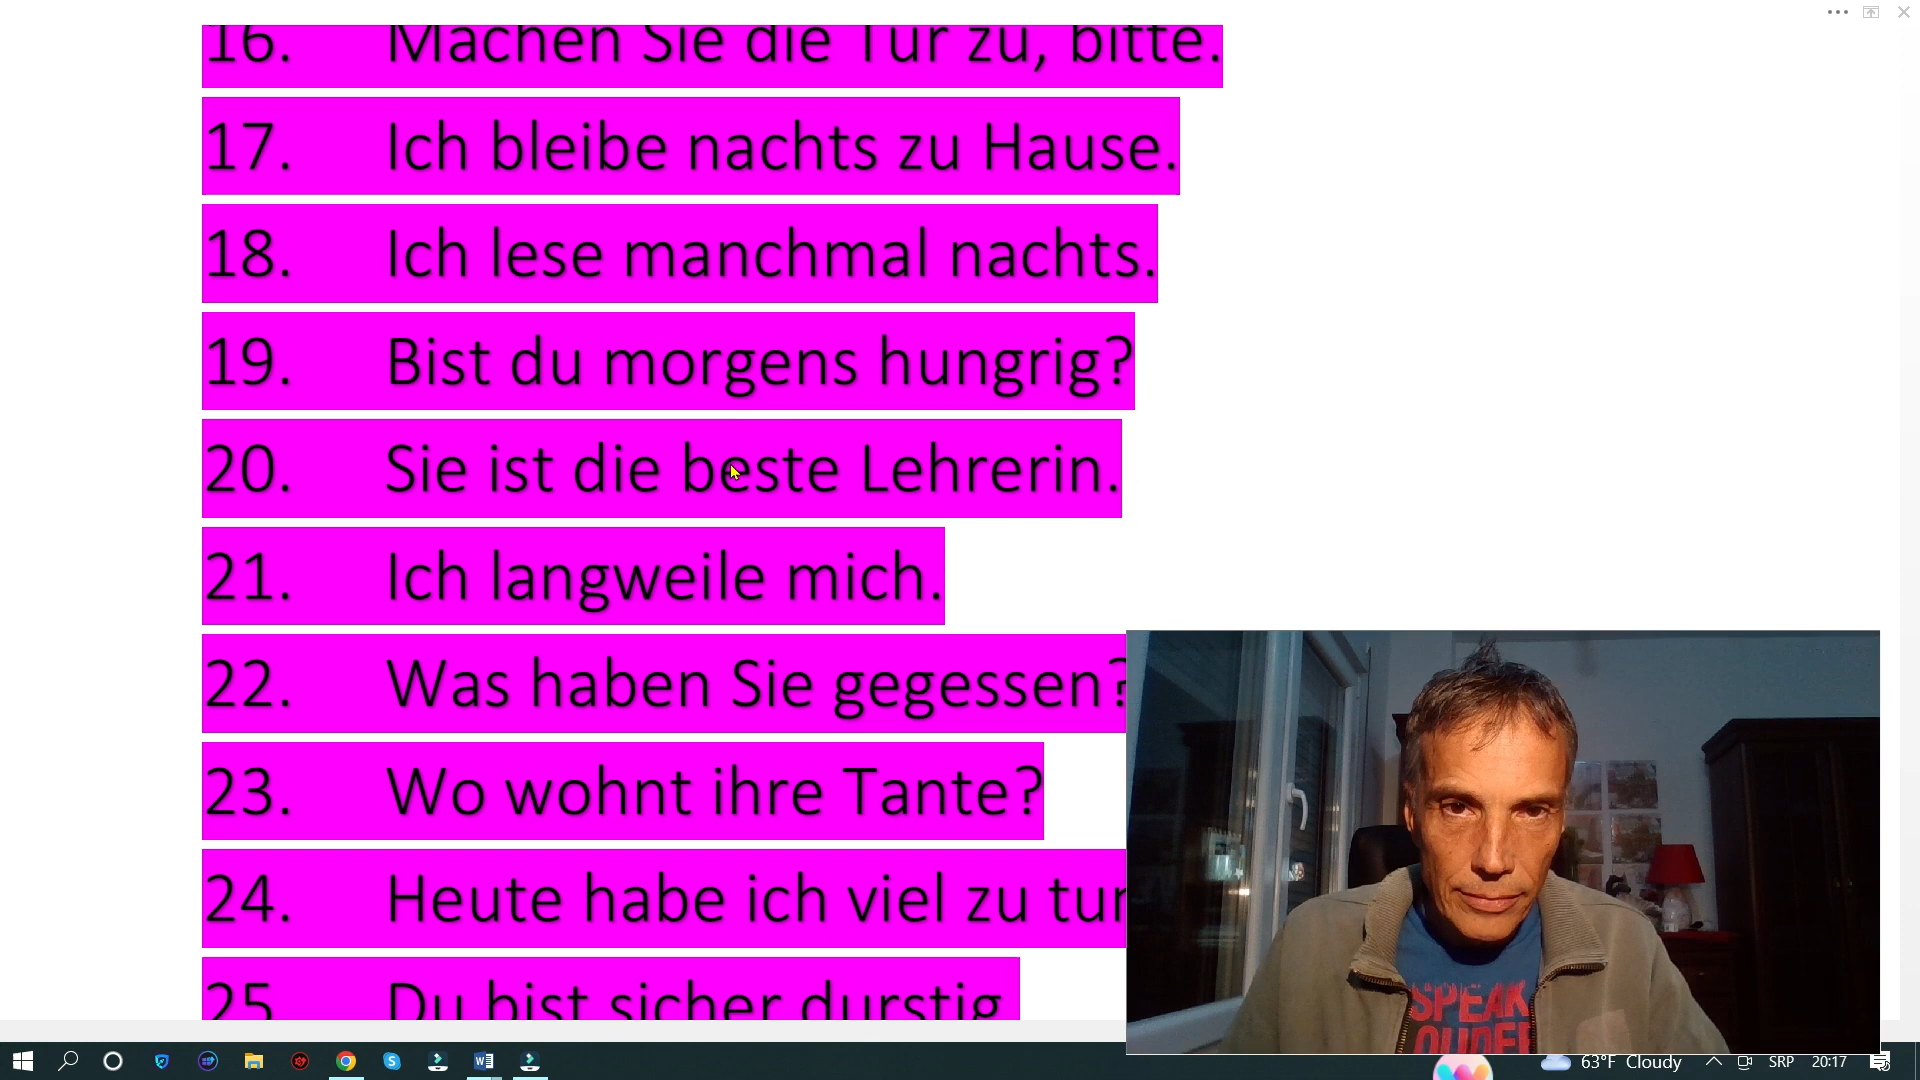 16. Machen Sie die Tür zu, bitte.
17. Ich bleibe nachts zu Hause.
18. Ich lese manchmal nachts.
19. Bist du morgens hungrig?
20. Sie ist die beste Lehrerin.
21. Ich langweile mich.
22. Was haben Sie gegessen?
23. Wo wohnt ihre Tante?
24. Heute habe ich viel zu tun
25. Du bist sicher durstig.
SPEAK
LOUDER
63°F Cloudy
SRP
20:17